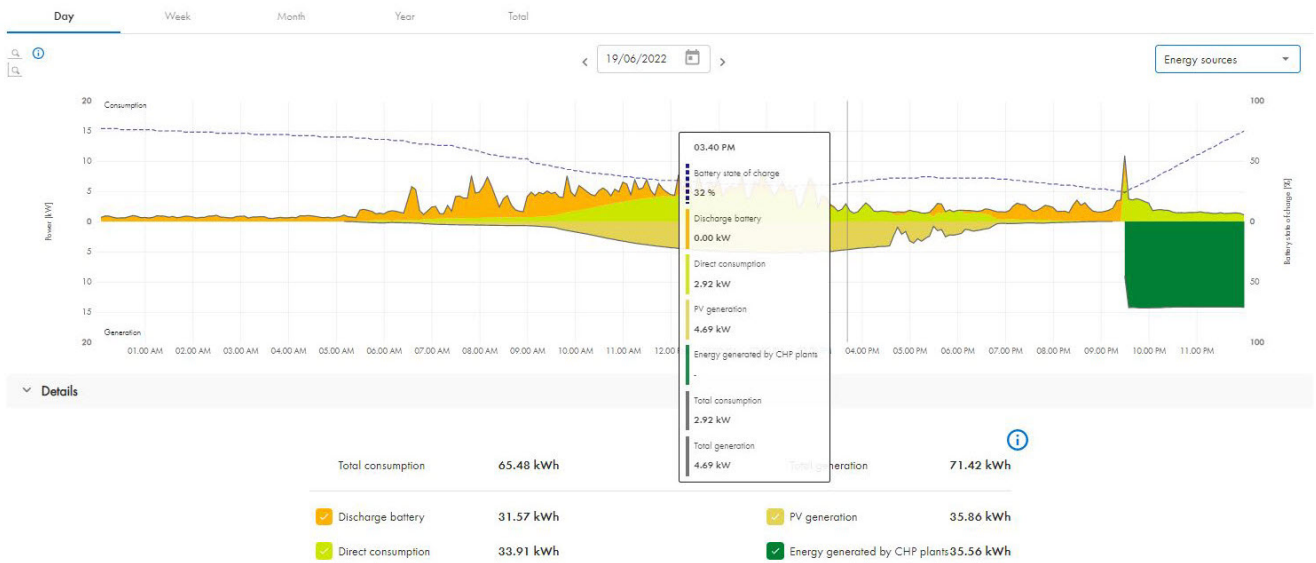 Day Week Month Year Total
19/06/2022
Energy sources
20 Consumption 100
15
10 50
5
0 0
5
10 50
15
20 Generation 100
Power [kW]
Battery state of charge [%]
01.00 AM 02.00 AM 03.00 AM 04.00 AM 05.00 AM 06.00 AM 07.00 AM 08.00 AM 09.00 AM 10.00 AM 11.00 AM 12.00 04.00 PM 05.00 PM 06.00 PM 07.00 PM 08.00 PM 09.00 PM 10.00 PM 11.00 PM
03.40 PM
Battery state of charge
32 %
Discharge battery
0.00 kW
Direct consumption
2.92 kW
PV generation
4.69 kW
Energy generated by CHP plants
-
Total consumption
2.92 kW
Total generation
4.69 kW
Details
Total consumption 65.48 kWh
Total generation 71.42 kWh
Discharge battery 31.57 kWh
PV generation 35.86 kWh
Direct consumption 33.91 kWh
Energy generated by CHP plants 35.56 kWh